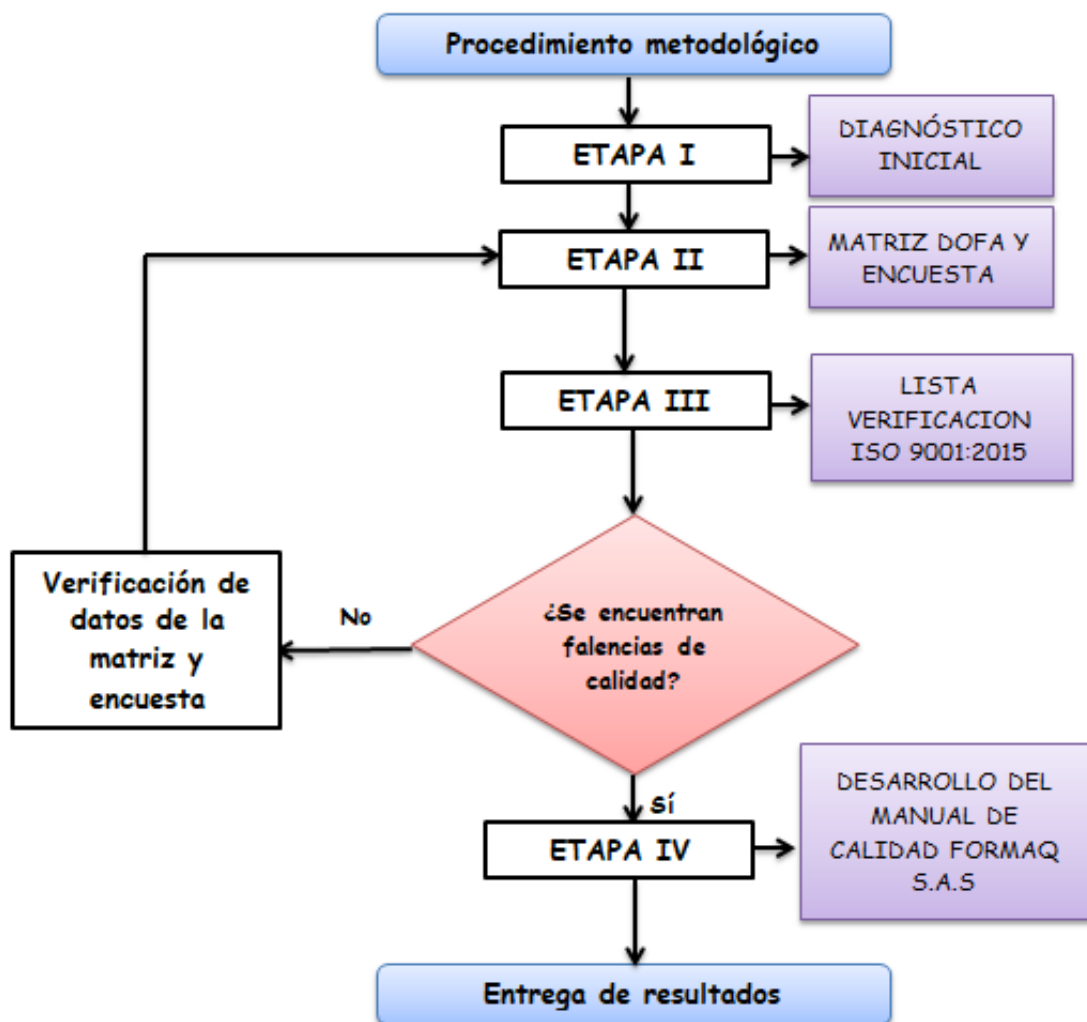 Procedimiento metodológico
ETAPA I
DIAGNÓSTICO
INICIAL
ETAPA II
MATRIZ DOFA Y
ENCUESTA
ETAPA III
LISTA
VERIFICACION
ISO 9001:2015
¿Se encuentran
falencias de
calidad?
No
Verificación de
datos de la
matriz y
encuesta
Sí
ETAPA IV
DESARROLLO DEL
MANUAL DE
CALIDAD FORMAQ
S.A.S
Entrega de resultados